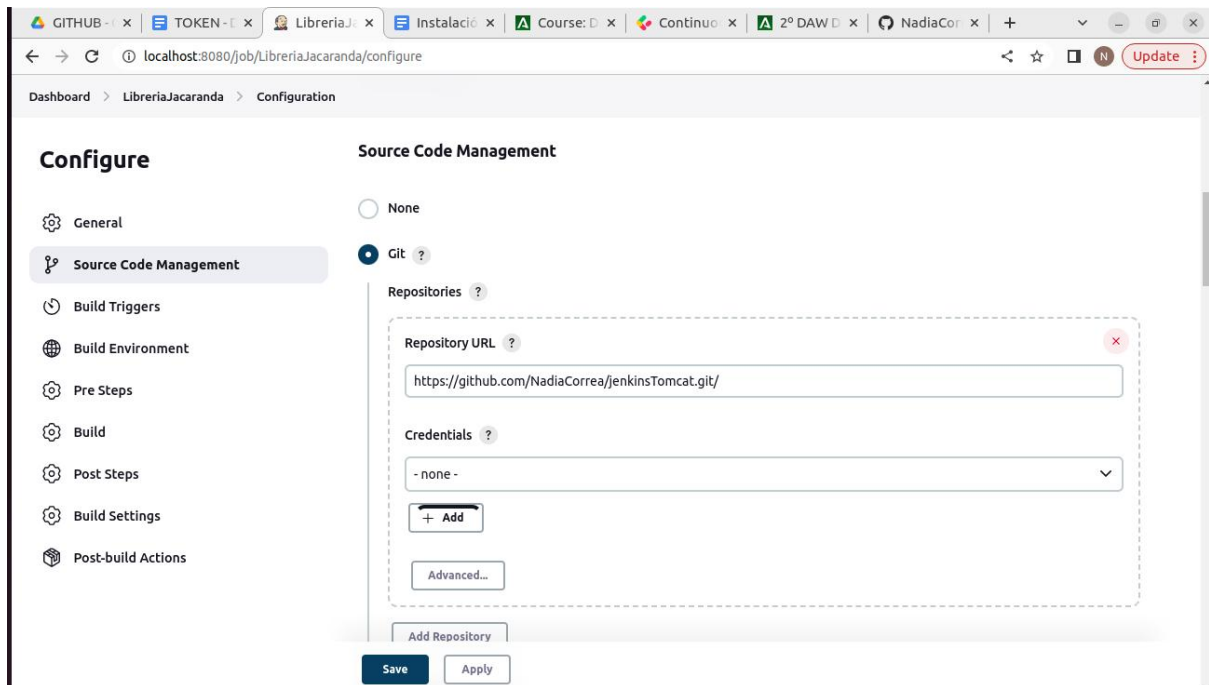 GITHUB - TOKEN - LibreriaJ Instalació Course: D Continuo 2º DAW D NadiaCor
localhost:8080/job/LibreriaJacaranda/configure N Update
Dashboard > LibreriaJacaranda > Configuration
Configure
General
Source Code Management
Build Triggers
Build Environment
Pre Steps
Build
Post Steps
Build Settings
Post-build Actions
Source Code Management
None
Git ?
Repositories ?
Repository URL ?
https://github.com/NadiaCorrea/jenkinsTomcat.git/
Credentials ?
- none -
+ Add
Advanced...
Add Repository
Save Apply